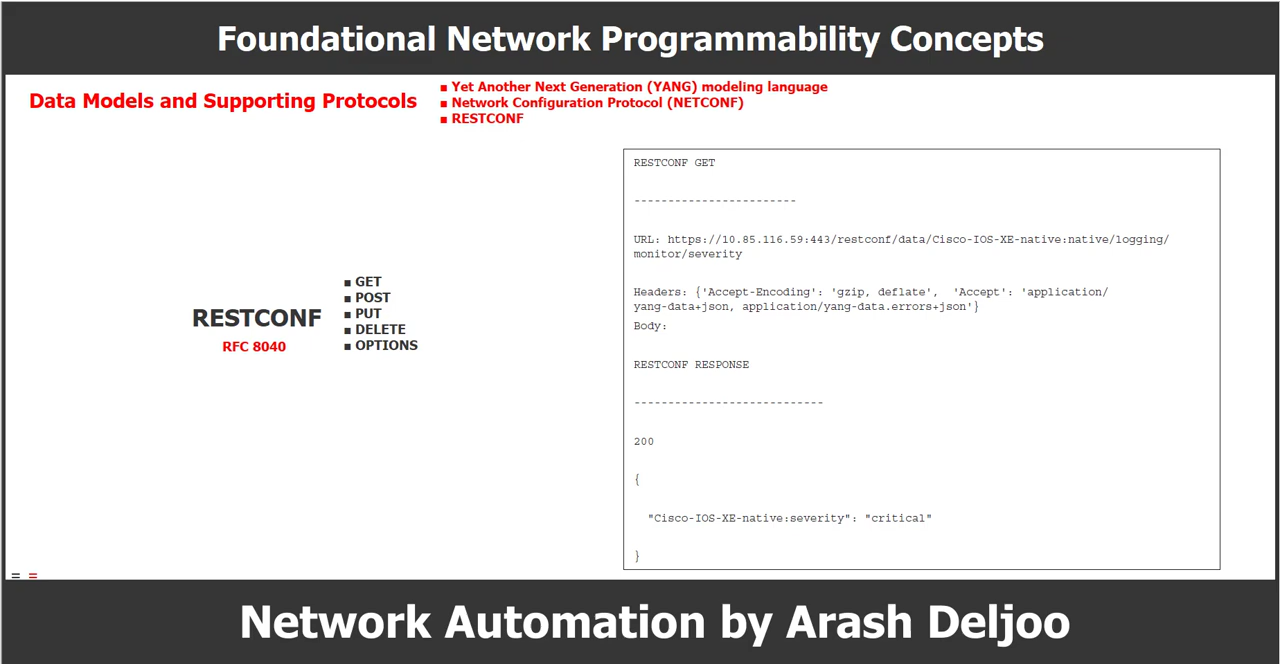 Foundational Network Programmability Concepts
Data Models and Supporting Protocols
▪ Yet Another Next Generation (YANG) modeling language
▪ Network Configuration Protocol (NETCONF)
▪ RESTCONF
RESTCONF
RFC 8040
▪ GET
▪ POST
▪ PUT
▪ DELETE
▪ OPTIONS
RESTCONF GET
------------------------
URL: https://10.85.116.59:443/restconf/data/Cisco-IOS-XE-native:native/logging/
monitor/severity
Headers: {'Accept-Encoding': 'gzip, deflate',  'Accept': 'application/
yang-data+json, application/yang-data.errors+json'}
Body:
RESTCONF RESPONSE
----------------------------
200
{
"Cisco-IOS-XE-native:severity": "critical"
}
= =
Network Automation by Arash Deljoo